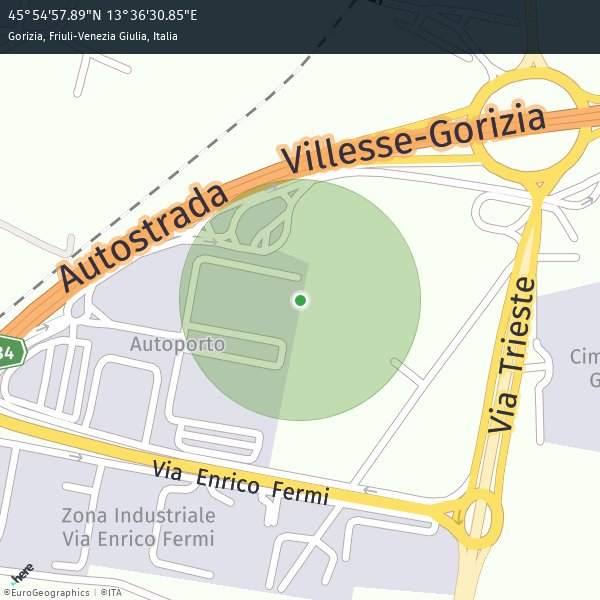 45°54'57.89"N 13°36'30.85"E
Gorizia, Friuli-Venezia Giulia, Italia
Autostrada Villesse-Gorizia
34
Autoporto
Via Trieste
Cim
G
Via Enrico Fermi
Zona Industriale
Via Enrico Fermi
here
©EuroGeographics | ©ITA